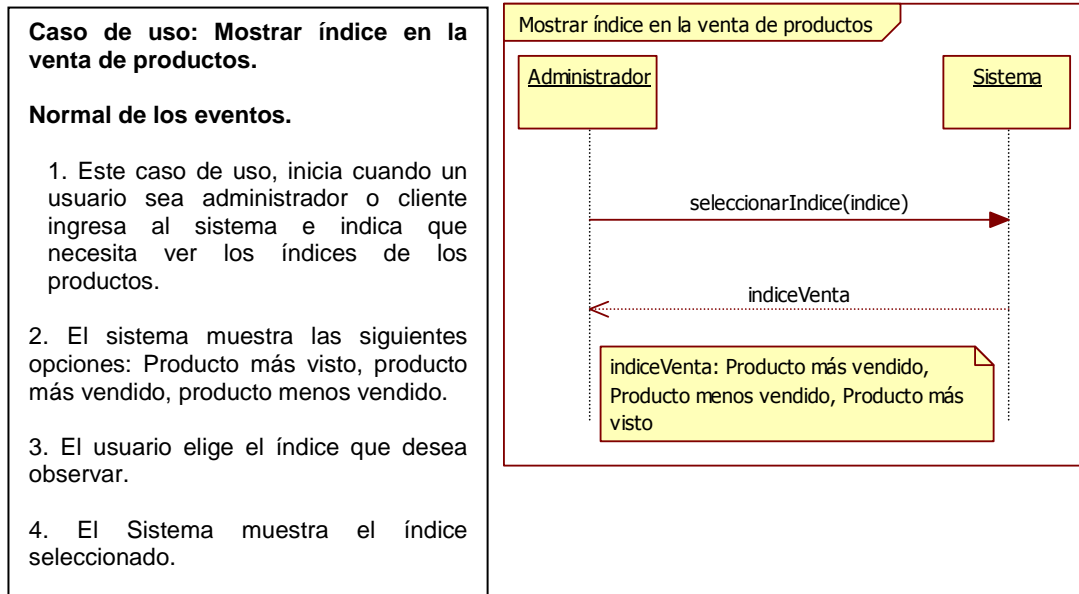 Caso de uso: Mostrar índice en la
venta de productos.
Normal de los eventos.
1. Este caso de uso, inicia cuando un
usuario sea administrador o cliente
ingresa al sistema e indica que
necesita ver los índices de los
productos.
2. El sistema muestra las siguientes
opciones: Producto más visto, producto
más vendido, producto menos vendido.
3. El usuario elige el índice que desea
observar.
4. El Sistema muestra el índice
seleccionado.
Mostrar índice en la venta de productos
Administrador
Sistema
seleccionarIndice(indice)
indiceVenta
indiceVenta: Producto más vendido,
Producto menos vendido, Producto más
visto